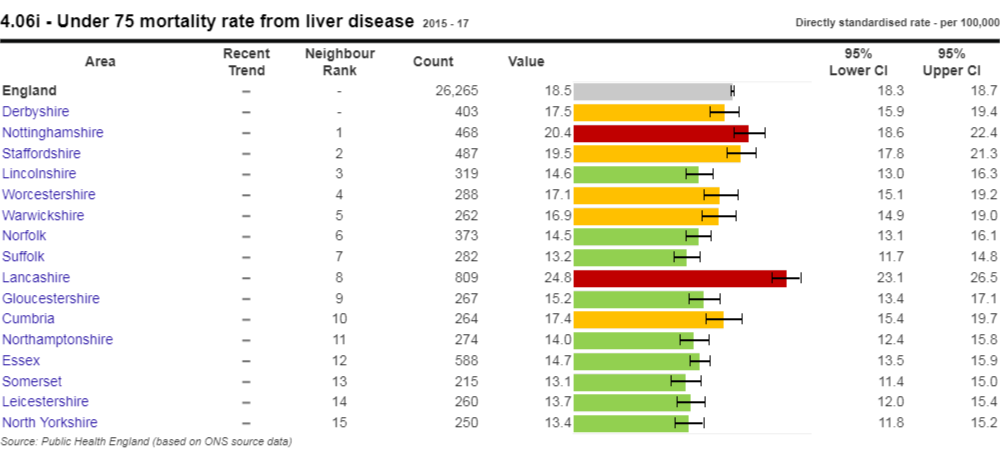 4.06i - Under 75 mortality rate from liver disease 2015 - 17 Directly standardised rate - per 100,000
Area Recent Trend Neighbour Rank Count Value 95% Lower CI 95% Upper CI
England – - 26,265 18.5 18.3 18.7
Derbyshire – - 403 17.5 15.9 19.4
Nottinghamshire – 1 468 20.4 18.6 22.4
Staffordshire – 2 487 19.5 17.8 21.3
Lincolnshire – 3 319 14.6 13.0 16.3
Worcestershire – 4 288 17.1 15.1 19.2
Warwickshire – 5 262 16.9 14.9 19.0
Norfolk – 6 373 14.5 13.1 16.1
Suffolk – 7 282 13.2 11.7 14.8
Lancashire – 8 809 24.8 23.1 26.5
Gloucestershire – 9 267 15.2 13.4 17.1
Cumbria – 10 264 17.4 15.4 19.7
Northamptonshire – 11 274 14.0 12.4 15.8
Essex – 12 588 14.7 13.5 15.9
Somerset – 13 215 13.1 11.4 15.0
Leicestershire – 14 260 13.7 12.0 15.4
North Yorkshire – 15 250 13.4 11.8 15.2
Source: Public Health England (based on ONS source data)